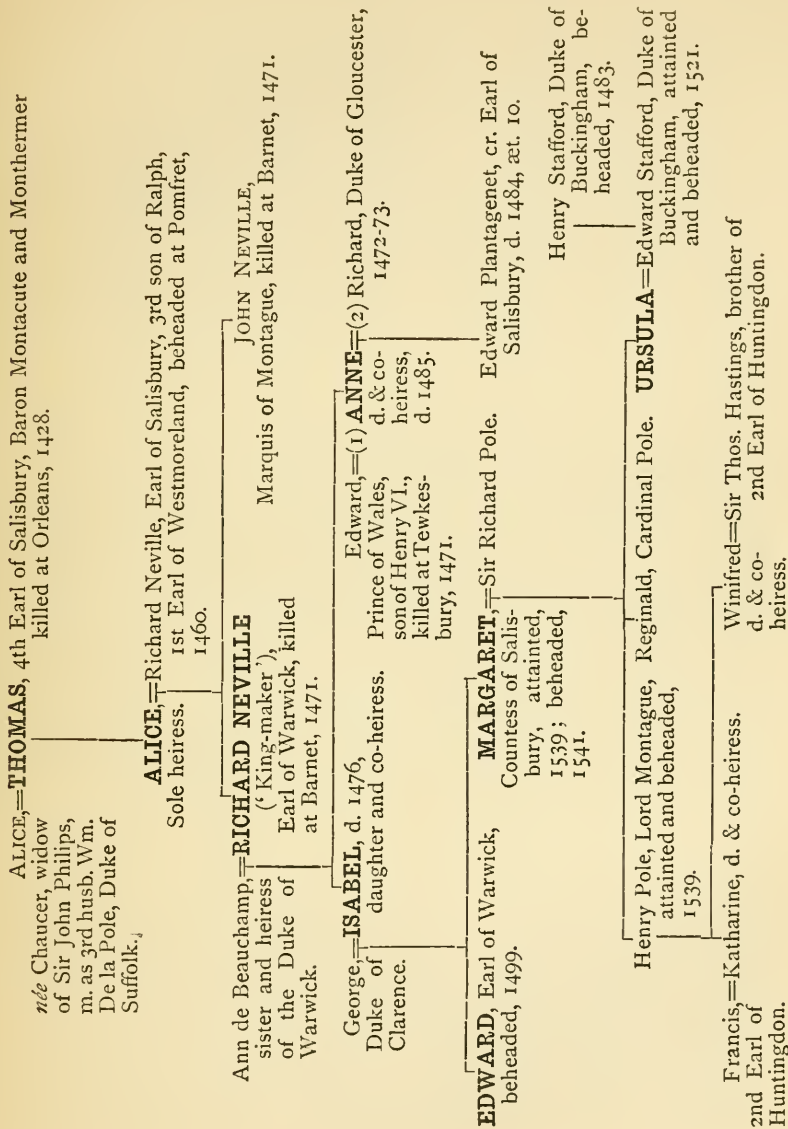 ALICE,=THOMAS, 4th Earl of Salisbury, Baron Montacute and Monthermer
killed at Orleans, 1428.
née Chaucer, widow
of Sir John Philips,
m. as 3rd husb. Wm.
De la Pole, Duke of
Suffolk.
ALICE,=Richard Neville, Earl of Salisbury, 3rd son of Ralph,
Sole heiress.
1st Earl of Westmoreland, beheaded at Pomfret,
1460.
Ann de Beauchamp,=RICHARD NEVILLE
sister and heiress
of the Duke of
Warwick.
('King-maker'),
Earl of Warwick, killed
at Barnet, 1471.
JOHN NEVILLE,
Marquis of Montague, killed at Barnet, 1471.
George,=ISABEL, d. 1476,
Duke of
Clarence.
daughter and co-heiress.
Edward,=(1) ANNE=(2) Richard, Duke of Gloucester,
Prince of Wales,
son of Henry VI.,
killed at Tewkes-
bury, 1471.
d. & co-
heiress,
d. 1485.
1472-73.
EDWARD, Earl of Warwick,
beheaded, 1499.
MARGARET,=Sir Richard Pole.
Countess of Salis-
bury, attainted,
1539; beheaded,
1541.
Edward Plantagenet, cr. Earl of
Salisbury, d. 1484, æt. 10.
Henry Stafford, Duke of
Buckingham, be-
headed, 1483.
Henry Pole, Lord Montague,
attainted and beheaded,
1539.
Reginald, Cardinal Pole.
URSULA=Edward Stafford, Duke of
Buckingham, attainted
and beheaded, 1521.
Francis,=Katharine, d. & co-heiress.
2nd Earl of
Huntingdon.
Winifred=Sir Thos. Hastings, brother of
d. & co-
heiress.
2nd Earl of Huntingdon.